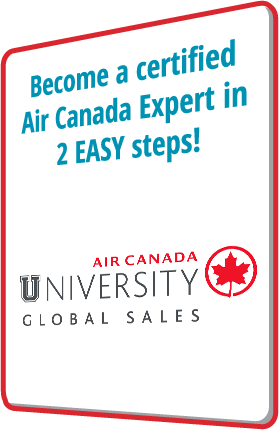 Become a certified
Air Canada Expert in
2 EASY steps!
AIR CANADA
UNIVERSITY
GLOBAL SALES